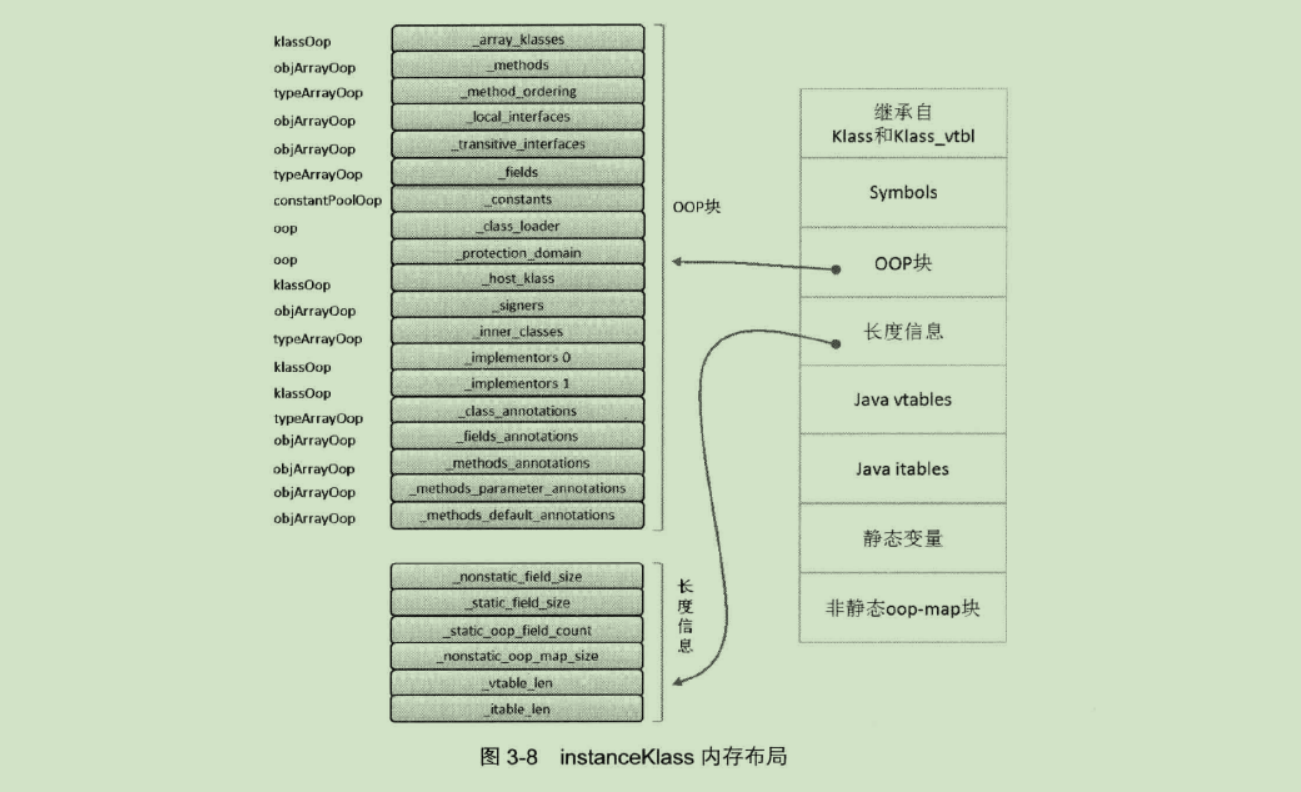 klassOop _array_klasses
objArrayOop _methods
typeArrayOop _method_ordering
objArrayOop _local_interfaces
objArrayOop _transitive_interfaces
typeArrayOop _fields
constantPoolOop _constants
oop _class_loader
oop _protection_domain
klassOop _host_klass
objArrayOop _signers
typeArrayOop _inner_classes
klassOop _implementors 0
klassOop _implementors 1
typeArrayOop _class_annotations
objArrayOop _fields_annotations
objArrayOop _methods_annotations
objArrayOop _methods_parameter_annotations
objArrayOop _methods_default_annotations
OOP块
_nonstatic_field_size
_static_field_size
_static_oop_field_count
_nonstatic_oop_map_size
_vtable_len
_itable_len
长度信息
继承自
Klass和Klass_vtbl
Symbols
OOP块
长度信息
Java vtables
Java itables
静态变量
非静态oop-map块
图 3-8 instanceKlass 内存布局